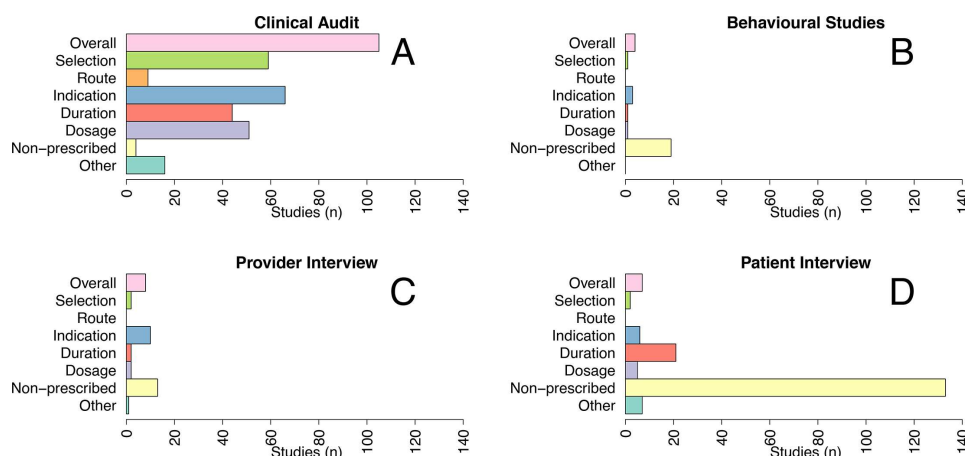 Clinical Audit
A
Overall
Selection
Route
Indication
Duration
Dosage
Non−prescribed
Other
0 20 40 60 80 100 120 140
Studies (n)
Behavioural Studies
B
Overall
Selection
Route
Indication
Duration
Dosage
Non−prescribed
Other
0 20 40 60 80 100 120 140
Studies (n)
Provider Interview
C
Overall
Selection
Route
Indication
Duration
Dosage
Non−prescribed
Other
0 20 40 60 80 100 120 140
Studies (n)
Patient Interview
D
Overall
Selection
Route
Indication
Duration
Dosage
Non−prescribed
Other
0 20 40 60 80 100 120 140
Studies (n)